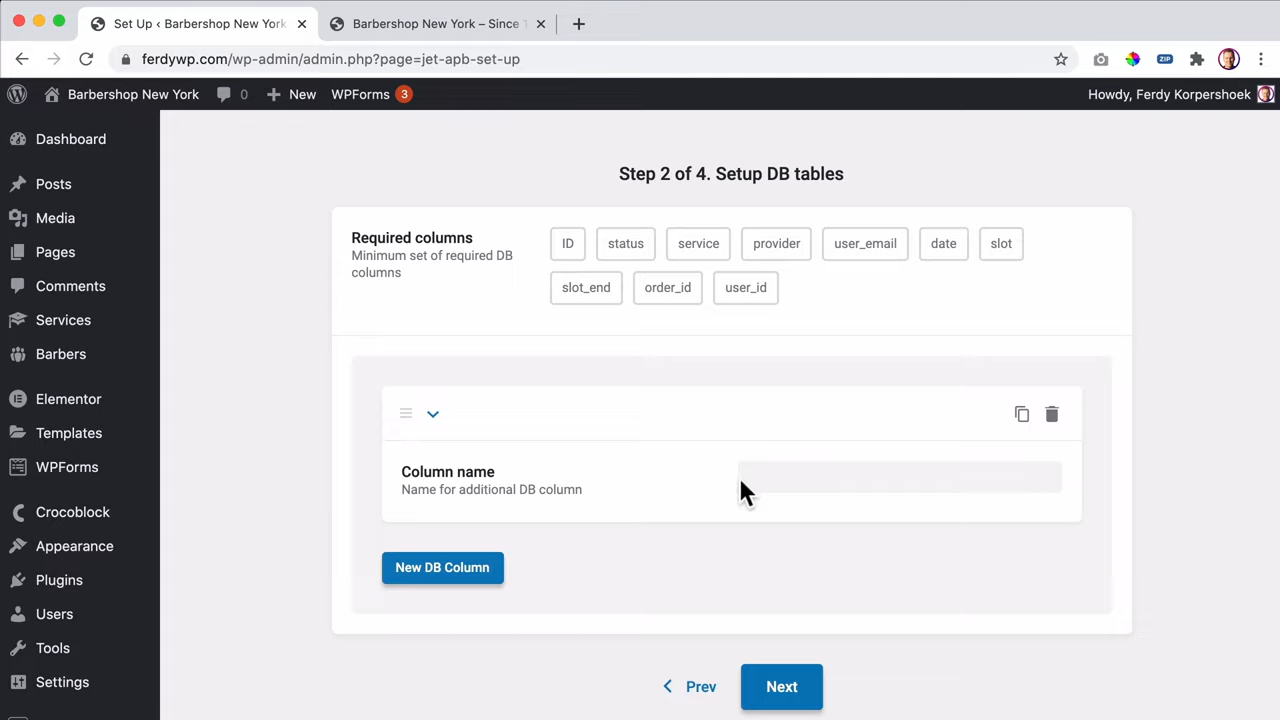 Set Up ‹ Barbershop New York
Barbershop New York – Since
ferdywp.com/wp-admin/admin.php?page=jet-apb-set-up
ZIP
Barbershop New York
0
New
WPForms 3
Howdy, Ferdy Korpershoek
Dashboard
Posts
Media
Pages
Comments
Services
Barbers
Elementor
Templates
WPForms
Crocoblock
Appearance
Plugins
Users
Tools
Settings
Step 2 of 4. Setup DB tables
Required columns
Minimum set of required DB
columns
ID status service provider user_email date slot
slot_end order_id user_id
Column name
Name for additional DB column
New DB Column
Prev
Next